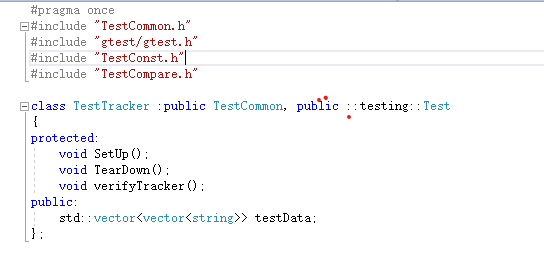 #pragma once
#include "TestCommon.h"
#include "gtest/gtest.h"
#include "TestConst.h"
#include "TestCompare.h"
class TestTracker :public TestCommon, public ::testing::Test
{
protected:
void SetUp();
void TearDown();
void verifyTracker();
public:
std::vector<vector<string>> testData;
};